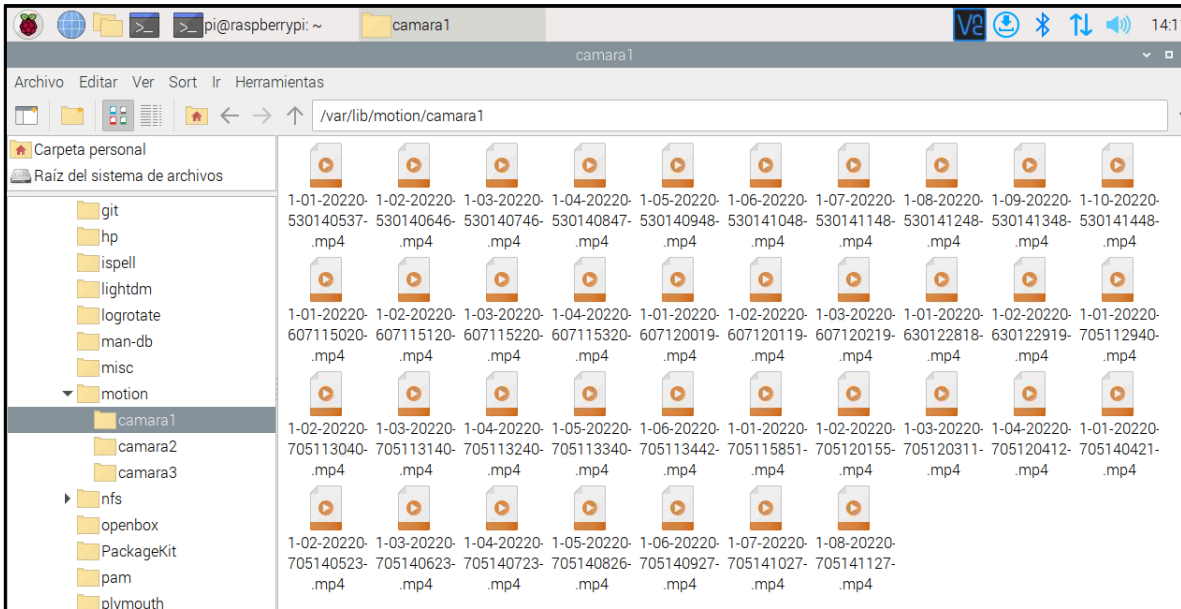 pi@raspberrypi: ~ camara1 14:1
camara1
Archivo Editar Ver Sort Ir Herramientas
/var/lib/motion/camara1
Carpeta personal
Raíz del sistema de archivos
git
hp
ispell
lightdm
logrotate
man-db
misc
motion
camara1
camara2
camara3
nfs
openbox
PackageKit
pam
plymouth
1-01-20220- 1-02-20220- 1-03-20220- 1-04-20220- 1-05-20220- 1-06-20220- 1-07-20220- 1-08-20220- 1-09-20220- 1-10-20220-
530140537- 530140646- 530140746- 530140847- 530140948- 530141048- 530141148- 530141248- 530141348- 530141448-
.mp4 .mp4 .mp4 .mp4 .mp4 .mp4 .mp4 .mp4 .mp4 .mp4
1-01-20220- 1-02-20220- 1-03-20220- 1-04-20220- 1-01-20220- 1-02-20220- 1-03-20220- 1-01-20220- 1-02-20220- 1-01-20220-
607115020- 607115120- 607115220- 607115320- 607120019- 607120119- 607120219- 630122818- 630122919- 705112940-
.mp4 .mp4 .mp4 .mp4 .mp4 .mp4 .mp4 .mp4 .mp4 .mp4
1-02-20220- 1-03-20220- 1-04-20220- 1-05-20220- 1-06-20220- 1-01-20220- 1-02-20220- 1-03-20220- 1-04-20220- 1-01-20220-
705113040- 705113140- 705113240- 705113340- 705113442- 705115851- 705120155- 705120311- 705120412- 705140421-
.mp4 .mp4 .mp4 .mp4 .mp4 .mp4 .mp4 .mp4 .mp4 .mp4
1-02-20220- 1-03-20220- 1-04-20220- 1-05-20220- 1-06-20220- 1-07-20220- 1-08-20220-
705140523- 705140623- 705140723- 705140826- 705140927- 705141027- 705141127-
.mp4 .mp4 .mp4 .mp4 .mp4 .mp4 .mp4